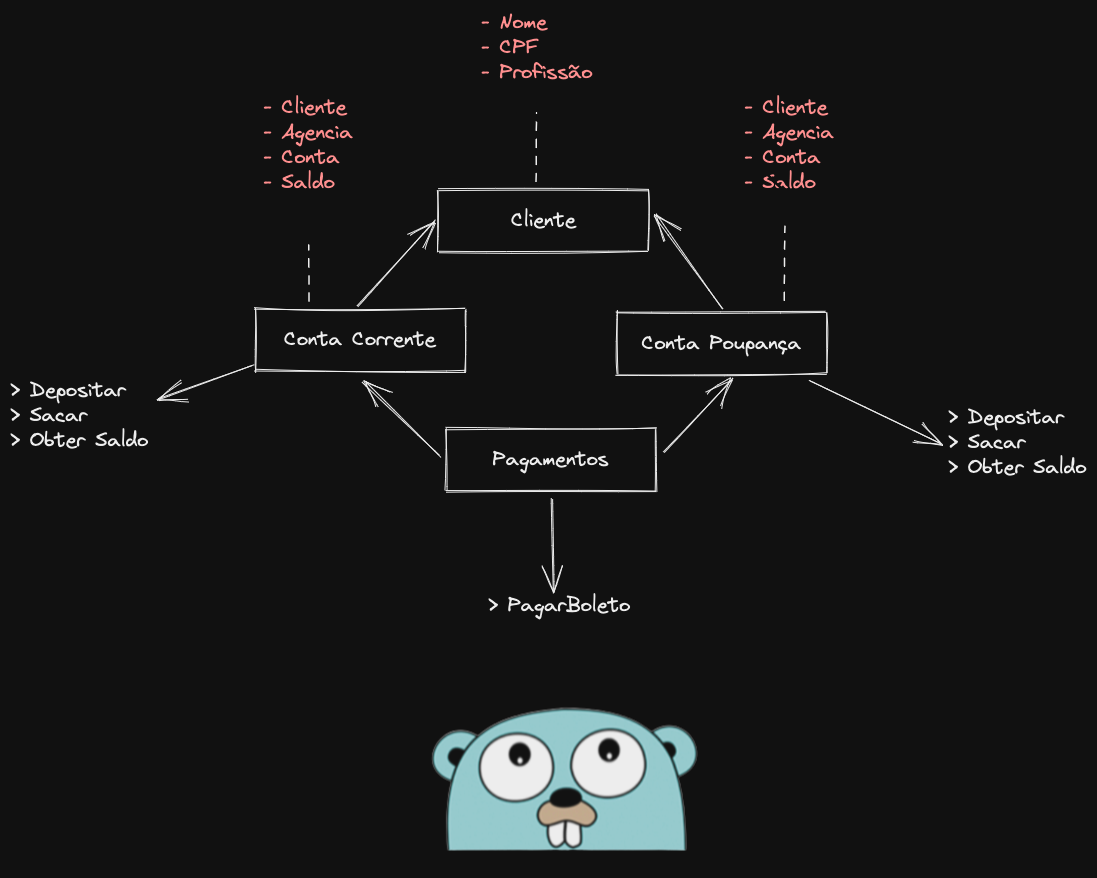 - Nome
- CPF
- Profissão
- Cliente
- Agencia
- Conta
- Saldo
- Cliente
- Agencia
- Conta
- Saldo
Cliente
Conta Corrente
Conta Poupança
> Depositar
> Sacar
> Obter Saldo
> Depositar
> Sacar
> Obter Saldo
Pagamentos
> PagarBoleto